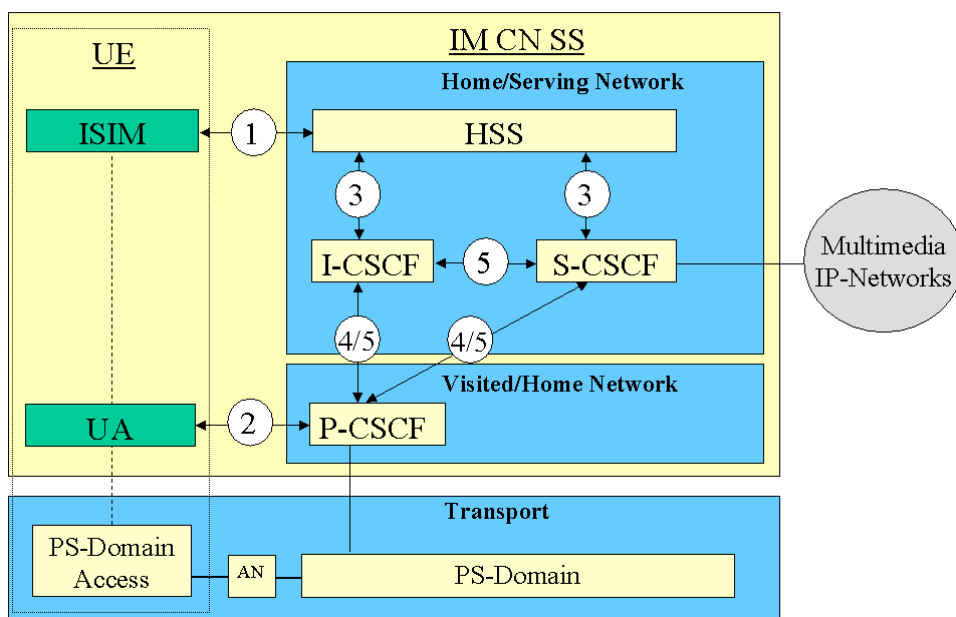 UE
IM CN SS
Home/Serving Network
ISIM
1
HSS
3
3
I-CSCF
5
S-CSCF
Multimedia
IP-Networks
4/5
4/5
Visited/Home Network
UA
2
P-CSCF
Transport
PS-Domain
Access
AN
PS-Domain